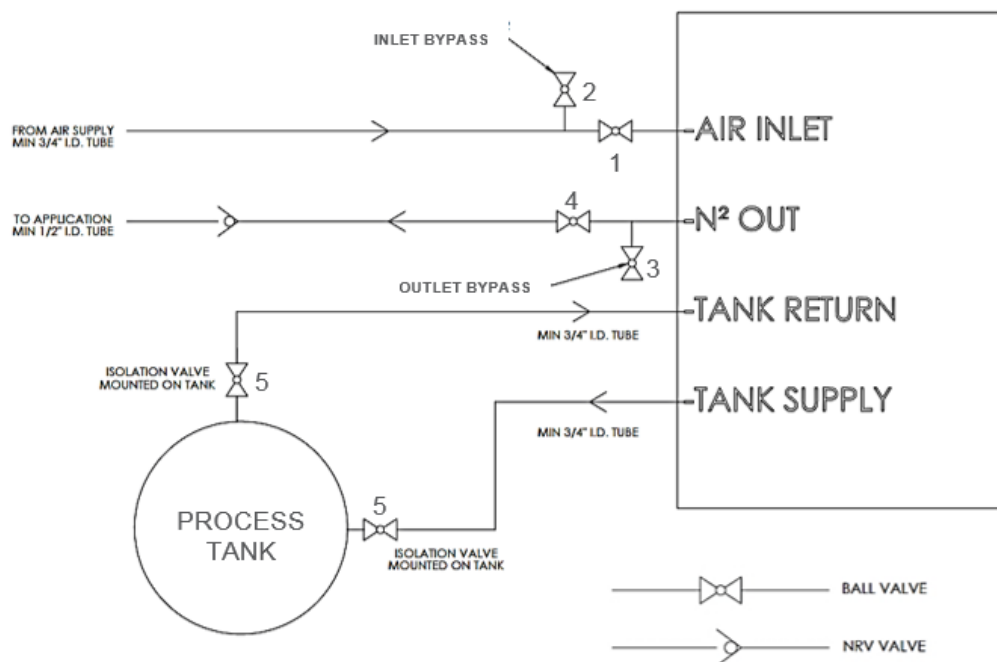 INLET BYPASS
2
FROM AIR SUPPLY
MIN 3/4" I.D. TUBE
AIR INLET
1
4
TO APPLICATION
MIN 1/2" I.D. TUBE
N² OUT
3
OUTLET BYPASS
TANK RETURN
MIN 3/4" I.D. TUBE
ISOLATION VALVE
MOUNTED ON TANK
5
TANK SUPPLY
MIN 3/4" I.D. TUBE
PROCESS
TANK
5
ISOLATION VALVE
MOUNTED ON TANK
BALL VALVE
NRV VALVE